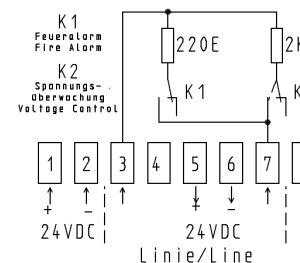 K1
Feueralarm
Fire Alarm
K2
Spannungs-
überwachung
Voltage Control
220E
2K
K1
K
1 2 3 4 5 6 7
+ - + -
24VDC 24VDC
Linie/Line